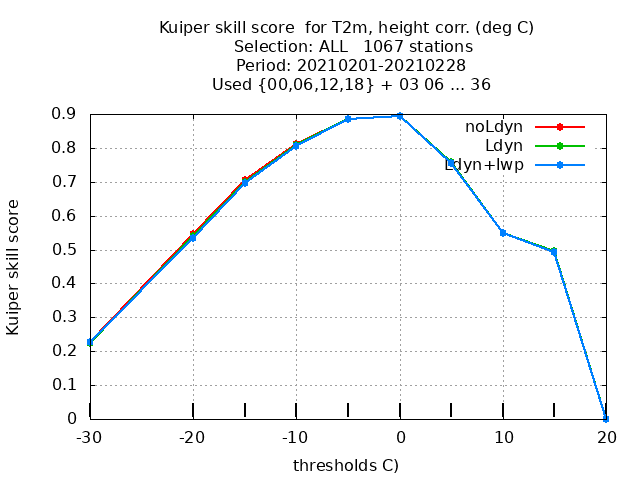 Kuiper skill score  for T2m, height corr. (deg C)
Selection: ALL   1067 stations
Period: 20210201-20210228
Used {00,06,12,18} + 03 06 ... 36
noLdyn
Ldyn
Ldyn+lwp
Kuiper skill score
0.9
0.8
0.7
0.6
0.5
0.4
0.3
0.2
0.1
0
-30 -20 -10 0 10 20
thresholds C)